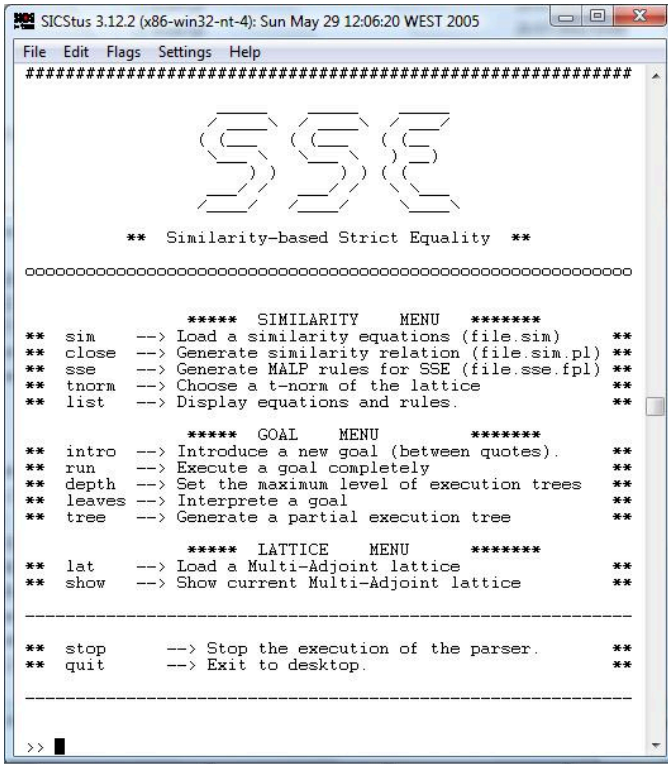 SICStus 3.12.2 (x86-win32-nt-4): Sun May 29 12:06:20 WEST 2005
File Edit Flags Settings Help
############################################################
SSE
** Similarity-based Strict Equality **
oooooooooooooooooooooooooooooooooooooooooooooooooooooooooooo
***** SIMILARITY MENU *******
** sim --> Load a similarity equations (file.sim) **
** close --> Generate similarity relation (file.sim.pl) **
** sse --> Generate MALP rules for SSE (file.sse.fpl) **
** tnorm --> Choose a t-norm of the lattice **
** list --> Display equations and rules. **
***** GOAL MENU *******
** intro --> Introduce a new goal (between quotes). **
** run --> Execute a goal completely **
** depth --> Set the maximum level of execution trees **
** leaves --> Interprete a goal **
** tree --> Generate a partial execution tree **
***** LATTICE MENU *******
** lat --> Load a Multi-Adjoint lattice **
** show --> Show current Multi-Adjoint lattice **
------------------------------------------------------------
** stop --> Stop the execution of the parser. **
** quit --> Exit to desktop. **
------------------------------------------------------------
>>